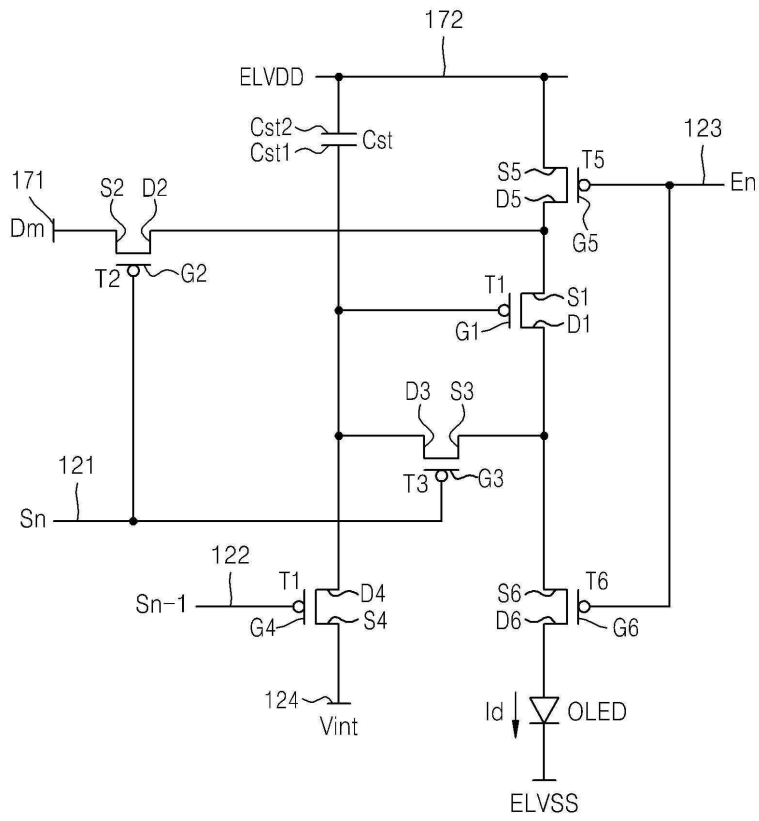 172
ELVDD
Cst2
Cst1
Cst
123
T5
S5
D5
G5
En
171
S2
D2
Dm
T2
G2
T1
S1
G1
D1
D3
S3
121
T3
G3
Sn
122
T1
D4
S6
T6
Sn-1
G4
S4
D6
G6
124
Vint
Id
OLED
ELVSS